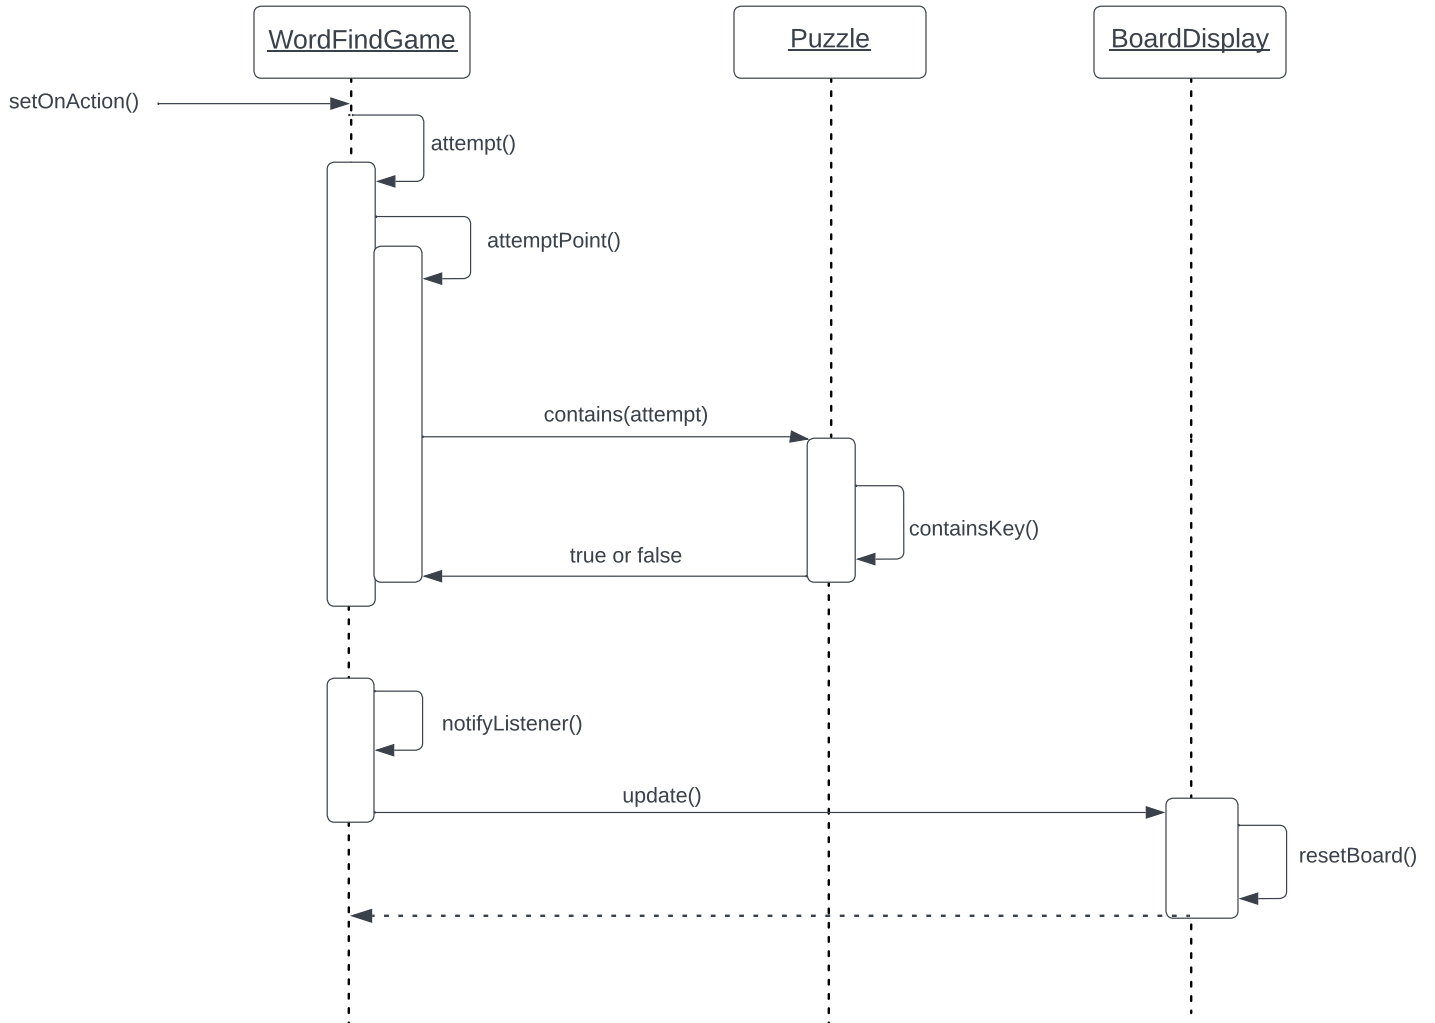 WordFindGame
Puzzle
BoardDisplay
setOnAction()
attempt()
attemptPoint()
contains(attempt)
containsKey()
true or false
notifyListener()
update()
resetBoard()